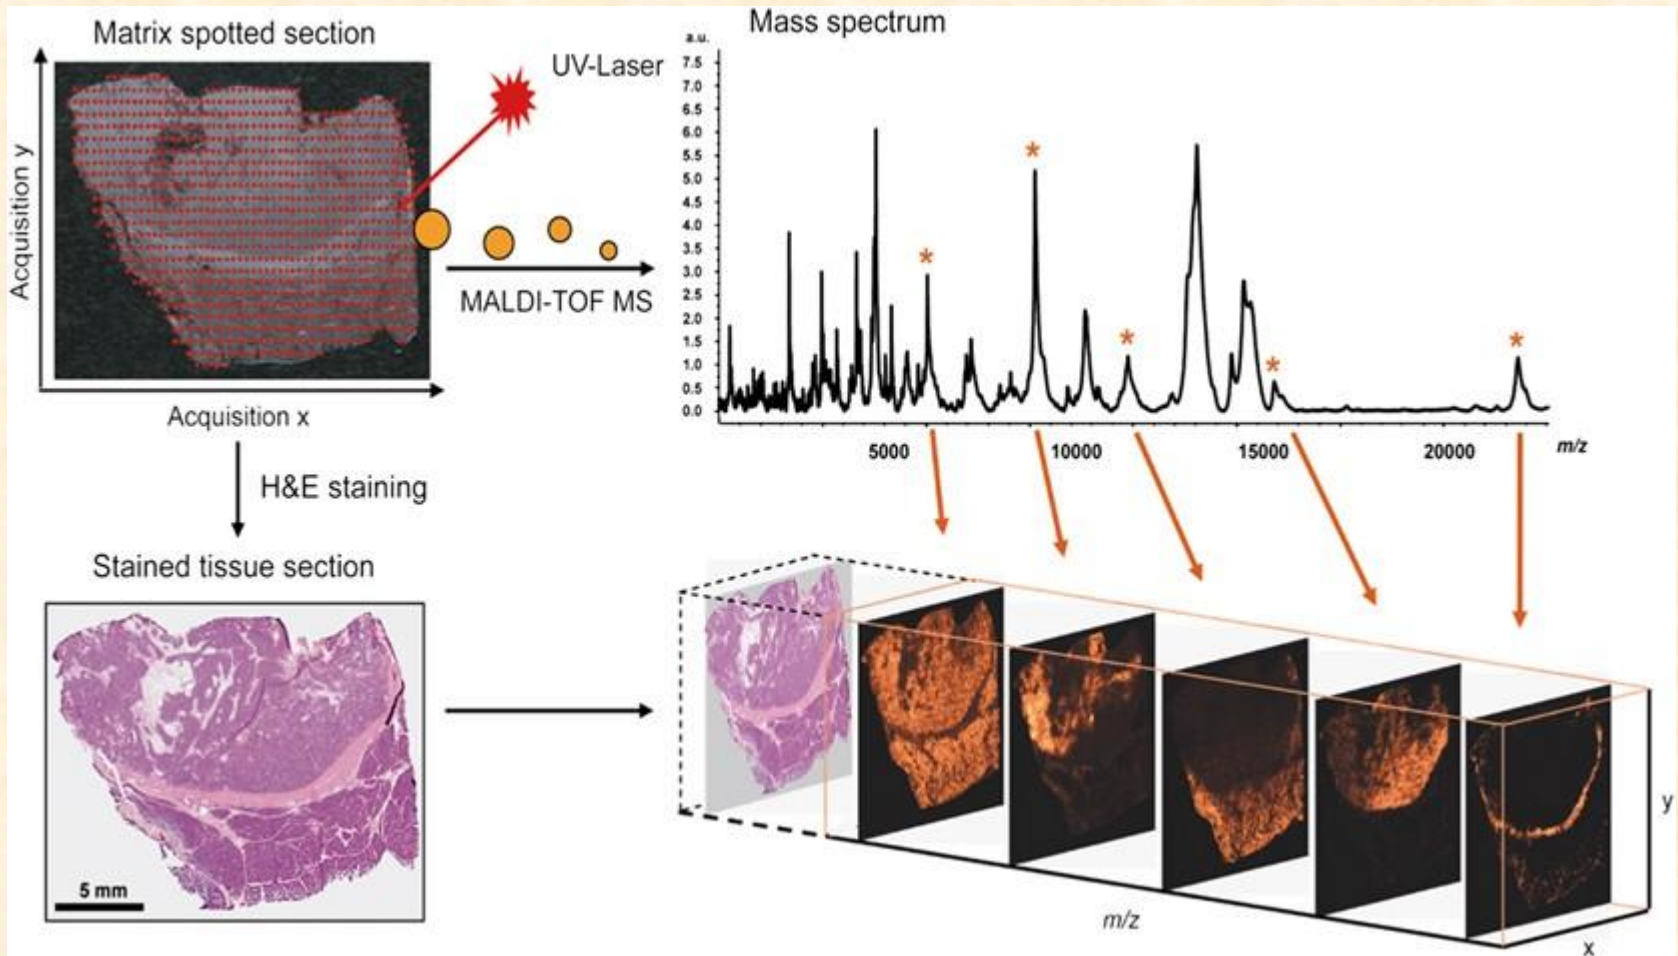 Matrix spotted section
Acquisition y
Acquisition x
UV-Laser
MALDI-TOF MS
Mass spectrum
a.u.
7.5
7.0
6.5
6.0
5.5
5.0
4.5
4.0
3.5
3.0
2.5
2.0
1.5
1.0
0.5
0.0
*
*
*
*
*
5000 10000 15000 20000 m/z
H&E staining
Stained tissue section
5 mm
m/z
x
y